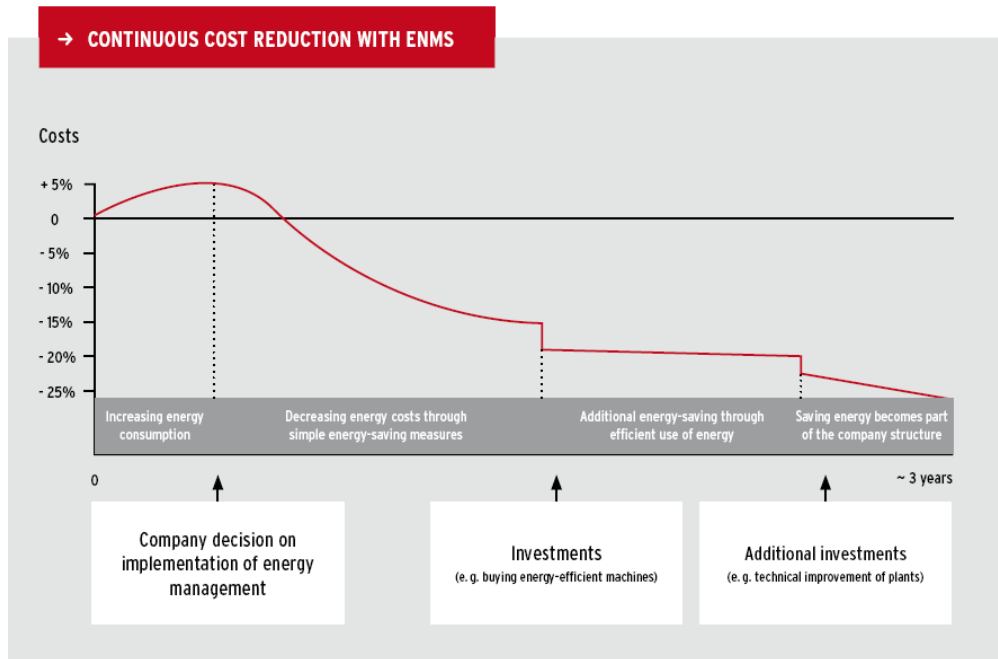 → CONTINUOUS COST REDUCTION WITH ENMS
Costs
+ 5%
0
- 5%
- 10%
- 15%
- 20%
- 25%
Increasing energy
consumption
Decreasing energy costs through
simple energy-saving measures
Additional energy-saving through
efficient use of energy
Saving energy becomes part
of the company structure
0
~ 3 years
Company decision on
implementation of energy
management
Investments
(e. g. buying energy-efficient machines)
Additional investments
(e. g. technical improvement of plants)